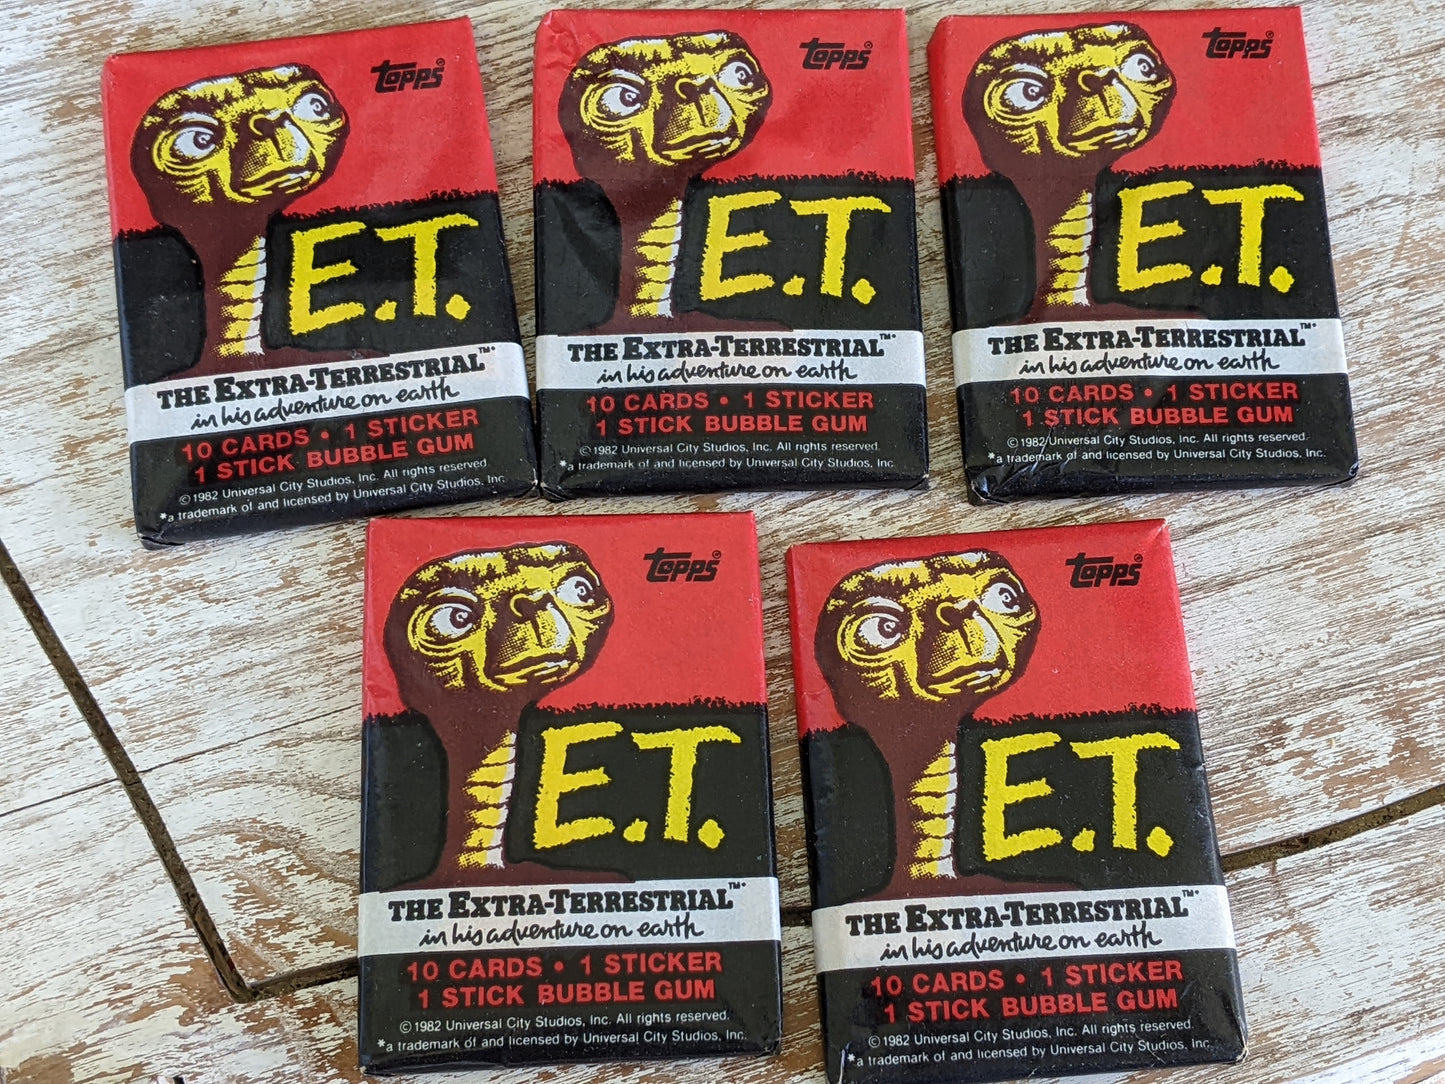 topps®
E.T.
THE EXTRA-TERRESTRIAL™*
in his adventure on earth
10 CARDS • 1 STICKER
1 STICK BUBBLE GUM
©1982 Universal City Studios, Inc. All rights reserved.
*a trademark of and licensed by Universal City Studios, Inc.
topps®
E.T.
THE EXTRA-TERRESTRIAL™*
in his adventure on earth
10 CARDS • 1 STICKER
1 STICK BUBBLE GUM
©1982 Universal City Studios, Inc. All rights reserved.
*a trademark of and licensed by Universal City Studios, Inc.
topps®
E.T.
THE EXTRA-TERRESTRIAL™*
in his adventure on earth
10 CARDS • 1 STICKER
1 STICK BUBBLE GUM
©1982 Universal City Studios, Inc. All rights reserved.
*a trademark of and licensed by Universal City Studios, Inc.
topps®
E.T.
THE EXTRA-TERRESTRIAL™*
in his adventure on earth
10 CARDS • 1 STICKER
1 STICK BUBBLE GUM
©1982 Universal City Studios, Inc. All rights reserved.
*a trademark of and licensed by Universal City Studios, Inc.
topps®
E.T.
THE EXTRA-TERRESTRIAL™*
in his adventure on earth
10 CARDS • 1 STICKER
1 STICK BUBBLE GUM
©1982 Universal City Studios, Inc. All rights reserved.
*a trademark of and licensed by Universal City Studios, Inc.